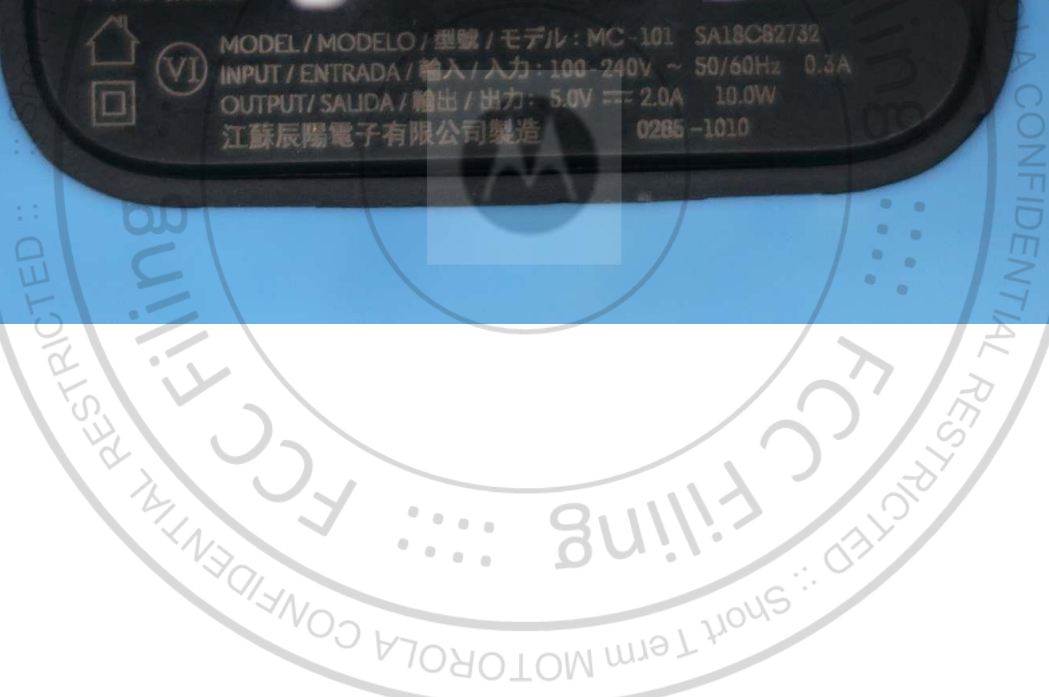 MODEL / MODELO / 型號 / モデル : MC-101 SA18C82732
VI
INPUT / ENTRADA / 輸入 / 入力 : 100-240V ~ 50/60Hz 0.3A
OUTPUT / SALIDA / 輸出 / 出力 : 5.0V ⎓ 2.0A 10.0W
江蘇辰陽電子有限公司製造 0285-1010
FCC Filing :::: FCC Filing ::::
MOTOROLA CONFIDENTIAL RESTRICTED :: Short Term MOTOROLA CONFIDENTIAL RESTRICTED ::